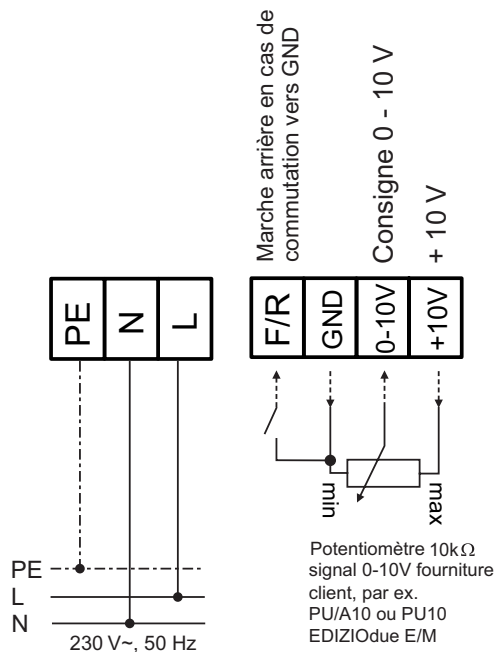 Marche arrière en cas de
commutation vers GND
Consigne 0 - 10 V
+ 10 V
PE
N
L
F/R
GND
0-10V
+10V
min
max
PE
L
N
230 V~, 50 Hz
Potentiomètre 10kΩ
signal 0-10V fourniture
client, par ex.
PU/A10 ou PU10
EDIZIOdue E/M